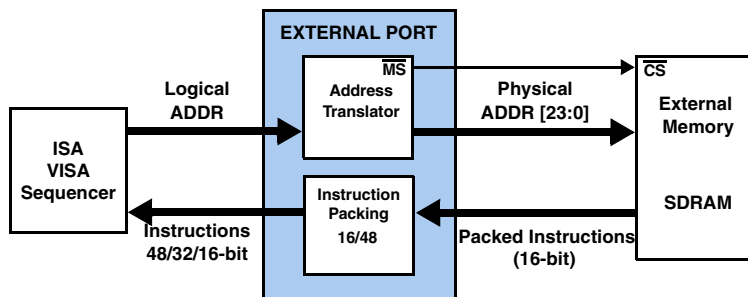 EXTERNAL PORT
MS
CS
Logical
ADDR
Address
Translator
Physical
ADDR [23:0]
External
Memory
ISA
VISA
Sequencer
SDRAM
Instruction
Packing
16/48
Instructions
48/32/16-bit
Packed Instructions
(16-bit)